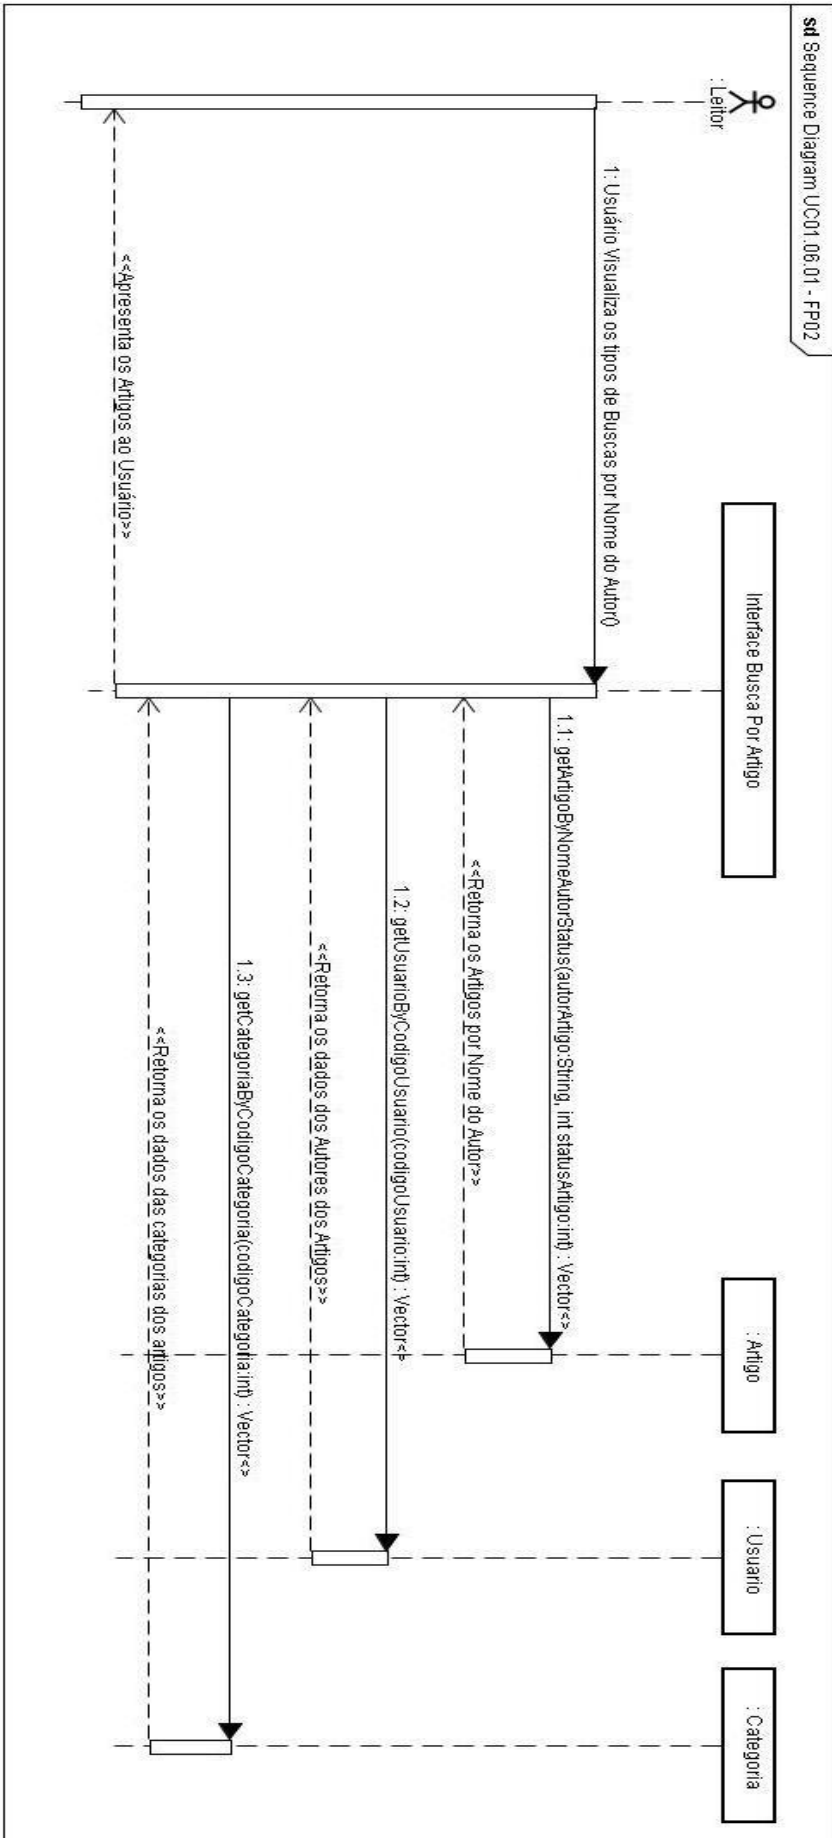 sd Sequence Diagram UC01.06.01 - FP02
: Leitor
Interface Busca Por Artigo
: Artigo
: Usuario
: Categoria
1: Usuário Visualiza os tipos de Buscas por Nome do Autor()
1.1: getArtigoByNomeAutorStatus(autorArtigo:String, int statusArtigo:int) : Vector<>
<<Retorna os Artigos por Nome do Autor>>
1.2: getUsuarioByCodigoUsuario(codigoUsuario:int) : Vector<>
<<Retorna os dados dos Autores dos Artigos>>
1.3: getCategoriaByCodigoCategoria(codigoCategoria:int) : Vector<>
<<Retorna os dados das categorias dos artigos>>
<<Apresenta os Artigos ao Usuário>>